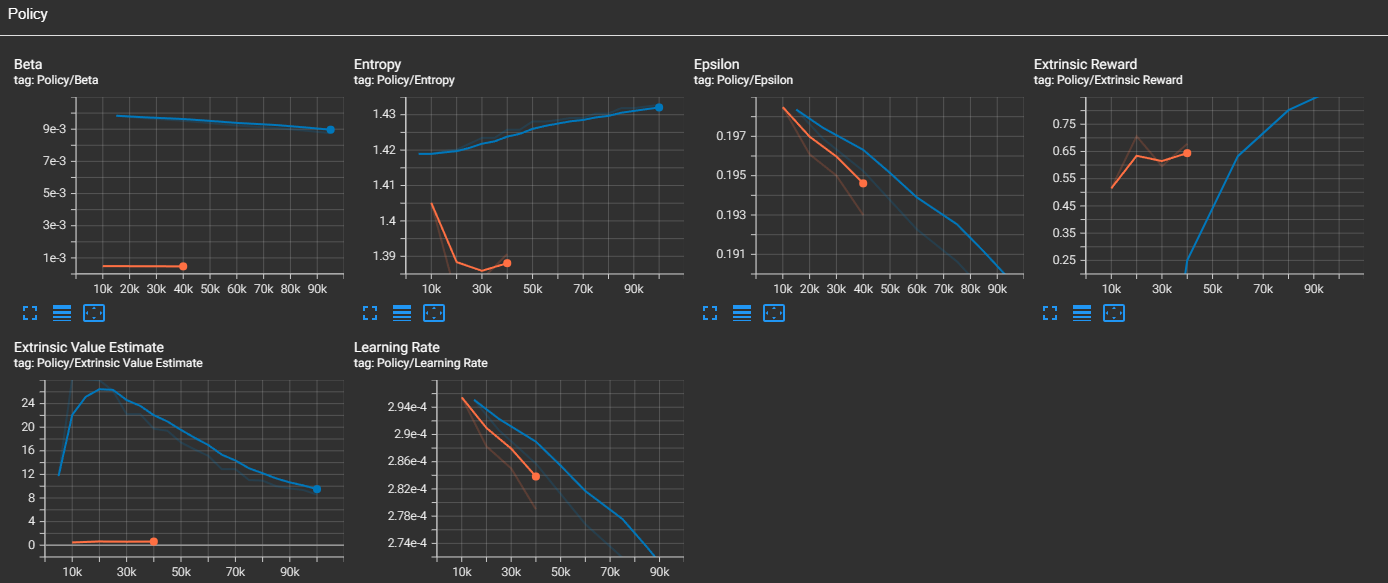 Policy
Beta
tag: Policy/Beta
9e-3
7e-3
5e-3
3e-3
1e-3
10k 20k 30k 40k 50k 60k 70k 80k 90k
Entropy
tag: Policy/Entropy
1.43
1.42
1.41
1.4
1.39
10k 30k 50k 70k 90k
Epsilon
tag: Policy/Epsilon
0.197
0.195
0.193
0.191
10k 20k 30k 40k 50k 60k 70k 80k 90k
Extrinsic Reward
tag: Policy/Extrinsic Reward
0.75
0.65
0.55
0.45
0.35
0.25
10k 30k 50k 70k 90k
Extrinsic Value Estimate
tag: Policy/Extrinsic Value Estimate
24
20
16
12
8
4
0
10k 30k 50k 70k 90k
Learning Rate
tag: Policy/Learning Rate
2.94e-4
2.9e-4
2.86e-4
2.82e-4
2.78e-4
2.74e-4
10k 30k 50k 70k 90k